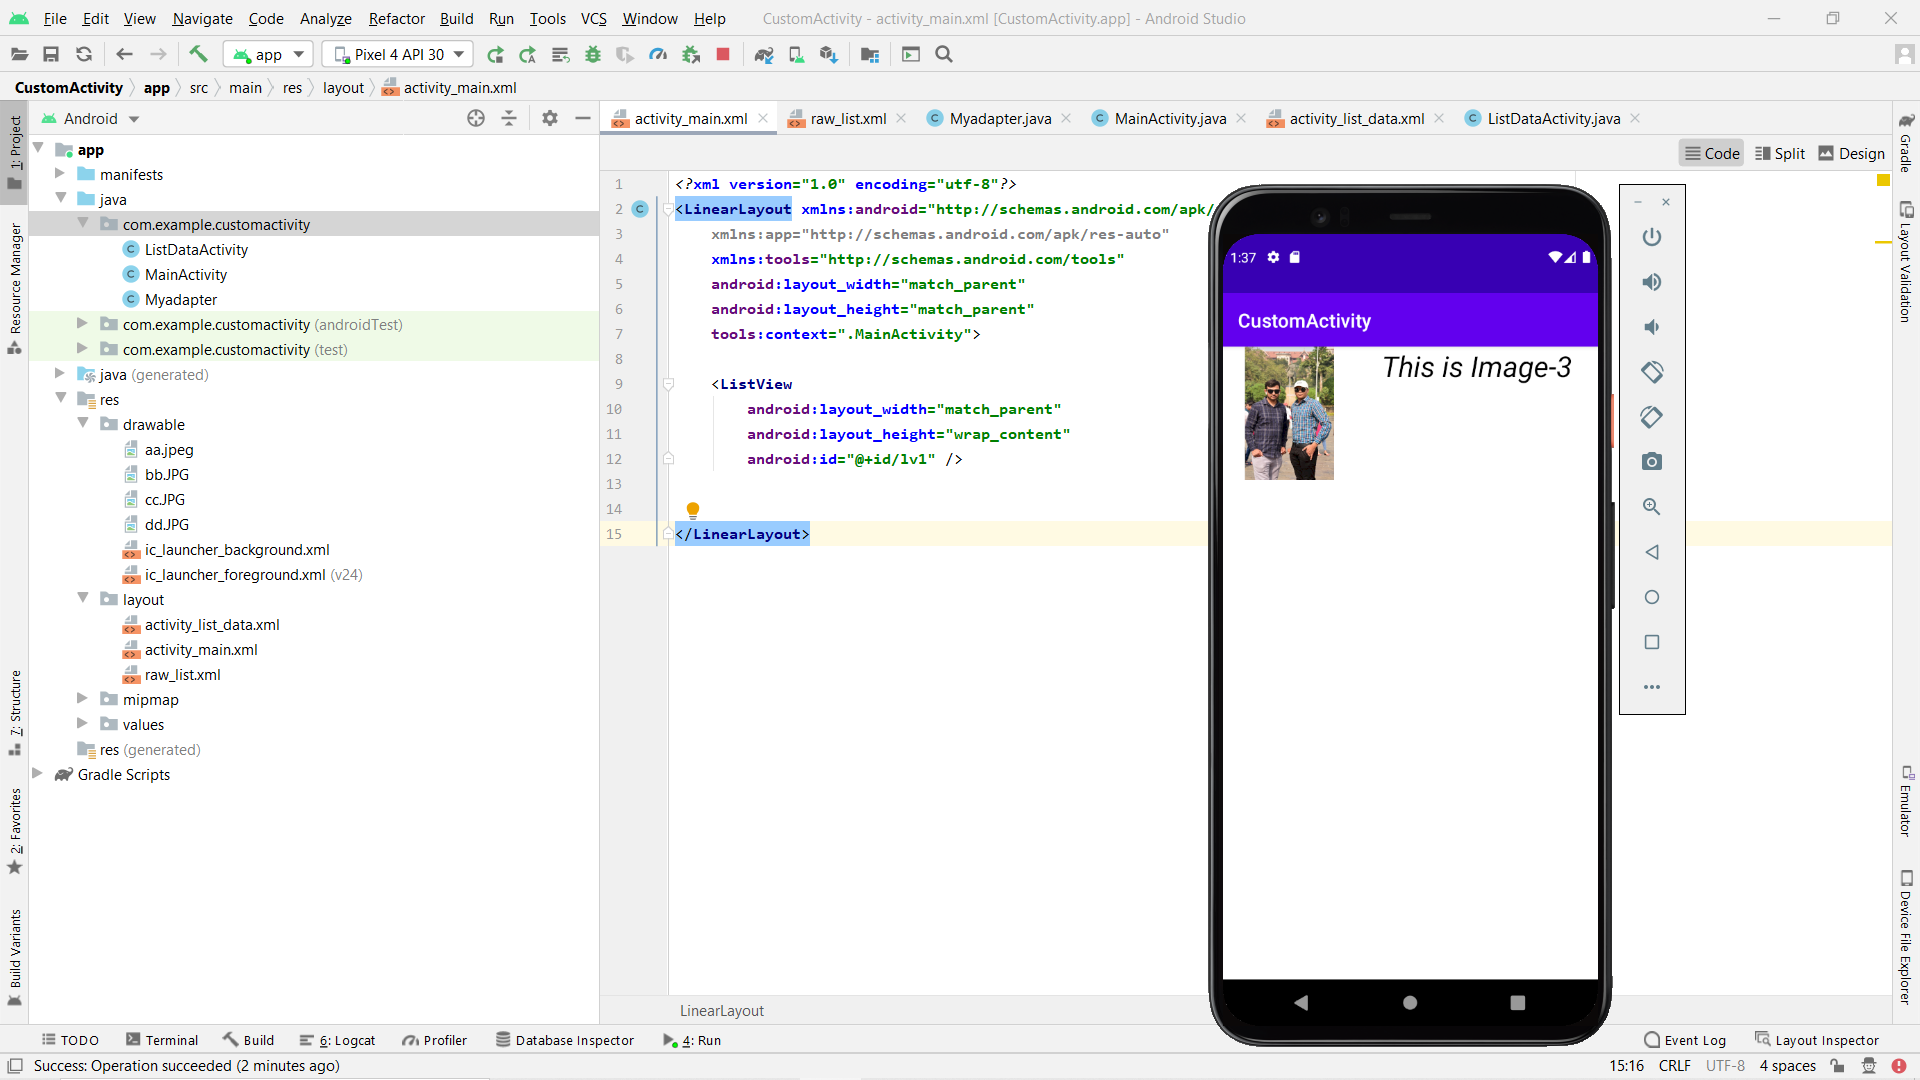 File Edit View Navigate Code Analyze Refactor Build Run Tools VCS Window Help CustomActivity - activity_main.xml [CustomActivity.app] - Android Studio
app Pixel 4 API 30
CustomActivity app src main res layout activity_main.xml
Android
activity_main.xml raw_list.xml Myadapter.java MainActivity.java activity_list_data.xml ListDataActivity.java
Code Split Design
1: Project
Resource Manager
7: Structure
2: Favorites
Build Variants
app
manifests
java
com.example.customactivity
ListDataActivity
MainActivity
Myadapter
com.example.customactivity (androidTest)
com.example.customactivity (test)
java (generated)
res
drawable
aa.jpeg
bb.JPG
cc.JPG
dd.JPG
ic_launcher_background.xml
ic_launcher_foreground.xml (v24)
layout
activity_list_data.xml
activity_main.xml
raw_list.xml
mipmap
values
res (generated)
Gradle Scripts
1 <?xml version="1.0" encoding="utf-8"?>
2 <LinearLayout xmlns:android="http://schemas.android.com/apk/
3 xmlns:app="http://schemas.android.com/apk/res-auto"
4 xmlns:tools="http://schemas.android.com/tools"
5 android:layout_width="match_parent"
6 android:layout_height="match_parent"
7 tools:context=".MainActivity">
8
9 <ListView
10 android:layout_width="match_parent"
11 android:layout_height="wrap_content"
12 android:id="@+id/lv1" />
13
14
15 </LinearLayout>
LinearLayout
1:37
CustomActivity
This is Image-3
Gradle
Layout Validation
Emulator
Device File Explorer
TODO Terminal Build 6: Logcat Profiler Database Inspector 4: Run Event Log Layout Inspector
Success: Operation succeeded (2 minutes ago) 15:16 CRLF UTF-8 4 spaces